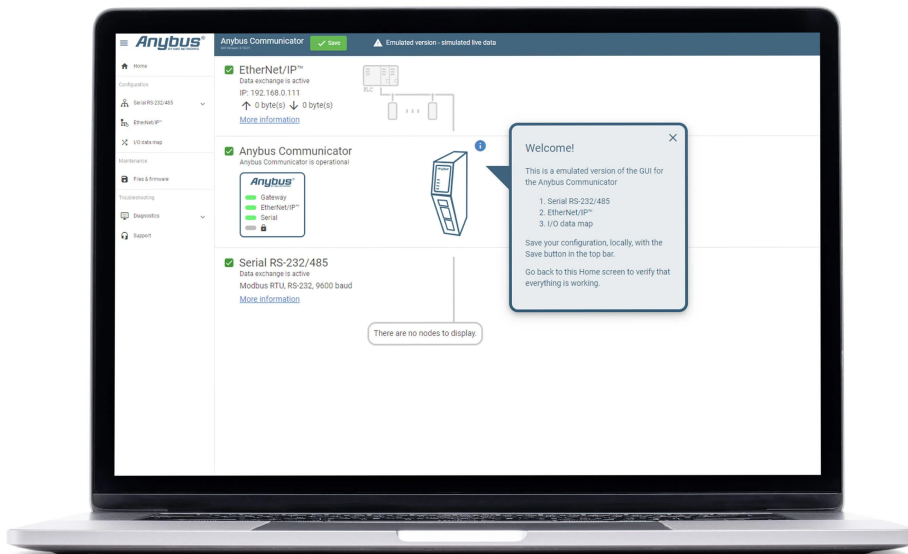 Anybus®
BY HMS NETWORKS
Anybus Communicator
Save
Emulated version - simulated live data
Home
Configuration
Serial RS-232/485
EtherNet/IP™
I/O data map
Maintenance
Files & firmware
Troubleshooting
Diagnostics
Support
EtherNet/IP™
Data exchange is active
IP: 192.168.0.111
0 byte(s) 0 byte(s)
More information
PLC
Anybus Communicator
Anybus Communicator is operational
Anybus®
Gateway
EtherNet/IP™
Serial
Serial RS-232/485
Data exchange is active
Modbus RTU, RS-232, 9600 baud
More information
There are no nodes to display.
Welcome!
This is a emulated version of the GUI for
the Anybus Communicator
1. Serial RS-232/485
2. EtherNet/IP™
3. I/O data map
Save your configuration, locally, with the
Save button in the top bar.
Go back to this Home screen to verify that
everything is working.